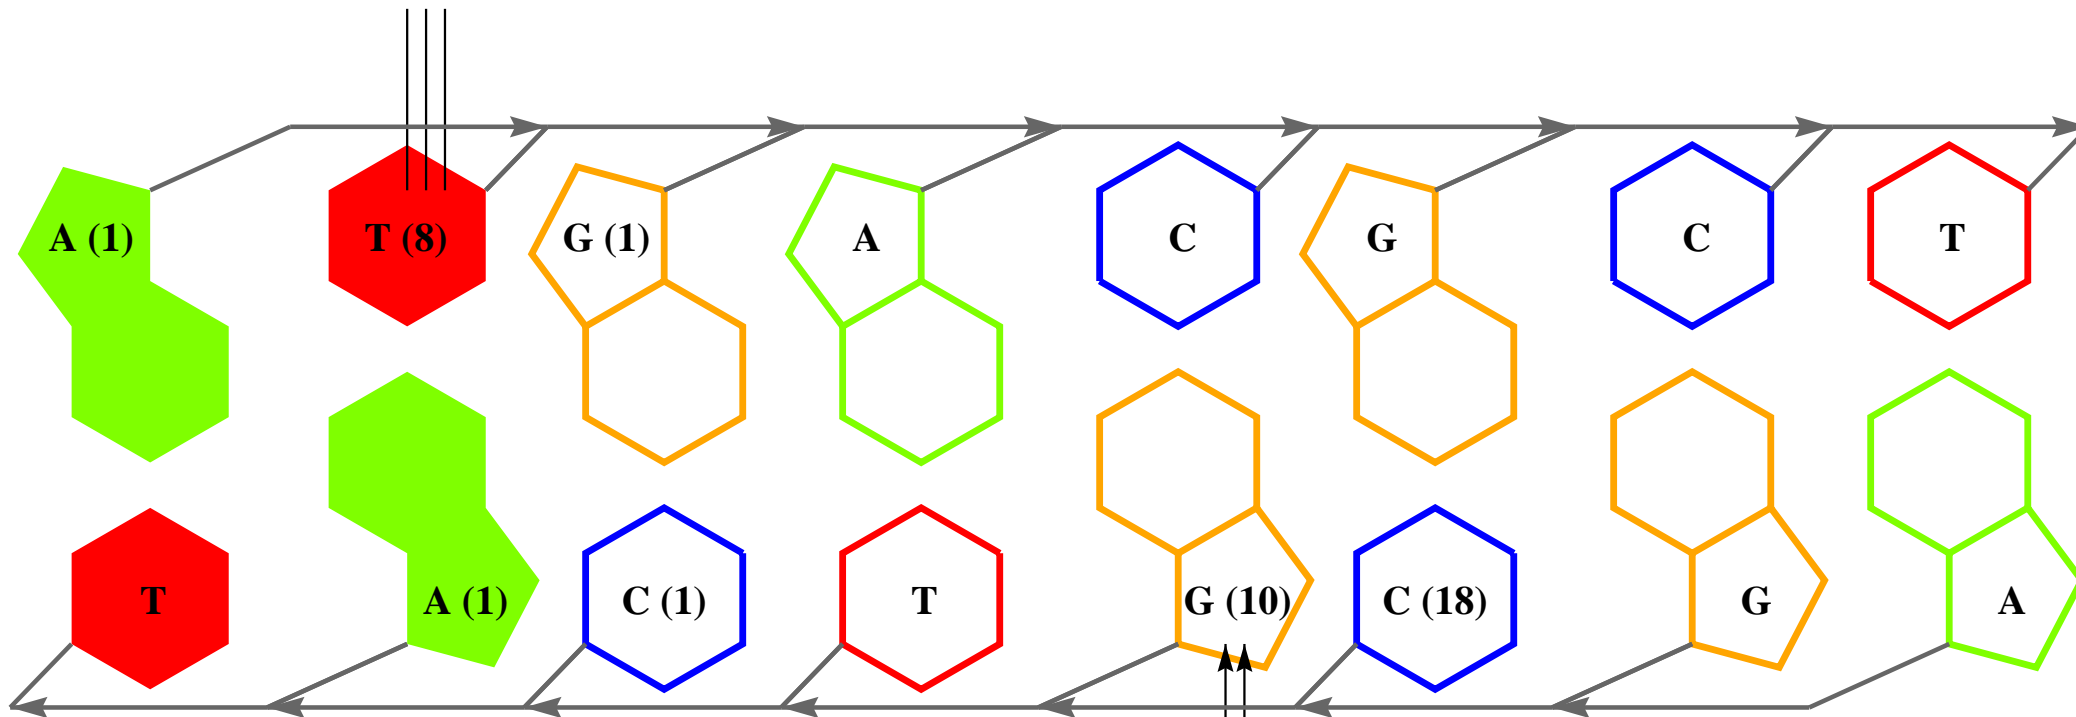 A (1) T (8) G (1) A C G C T
T A (1) C (1) T G (10) C (18) G A